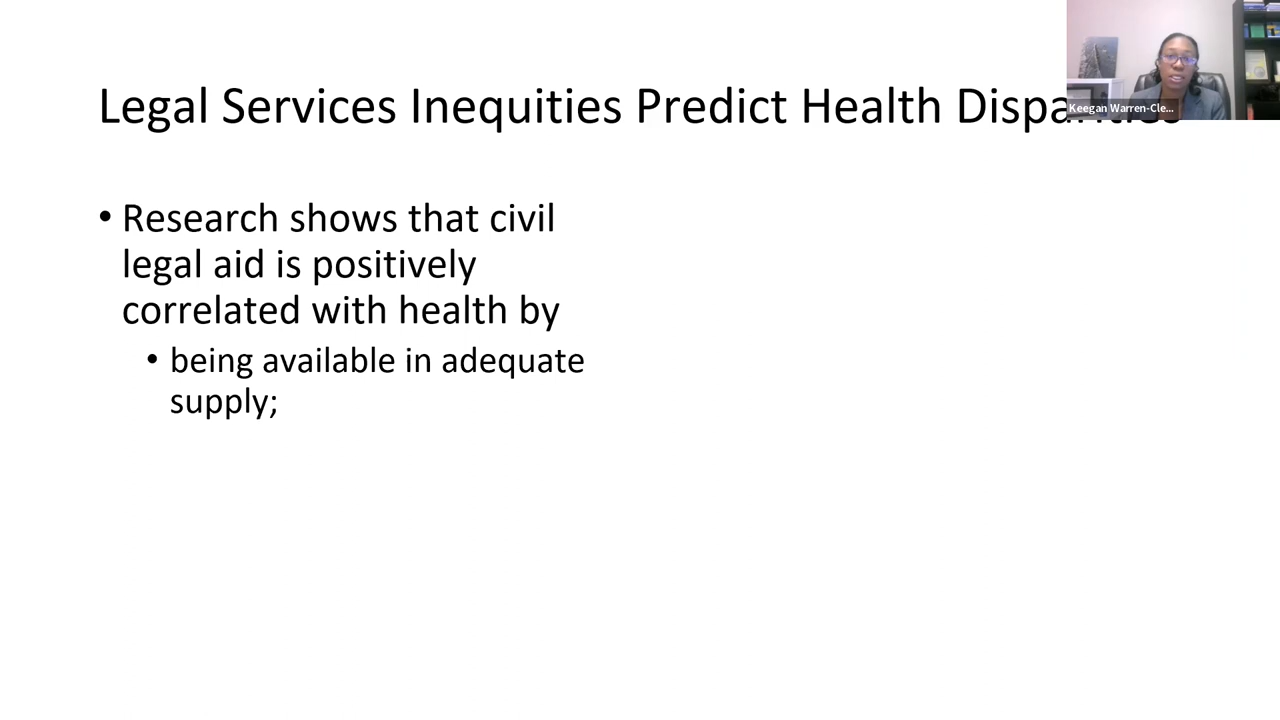 Legal Services Inequities Predict Health
Keegan Warren-Cle...
• Research shows that civil
legal aid is positively
correlated with health by
• being available in adequate
supply;